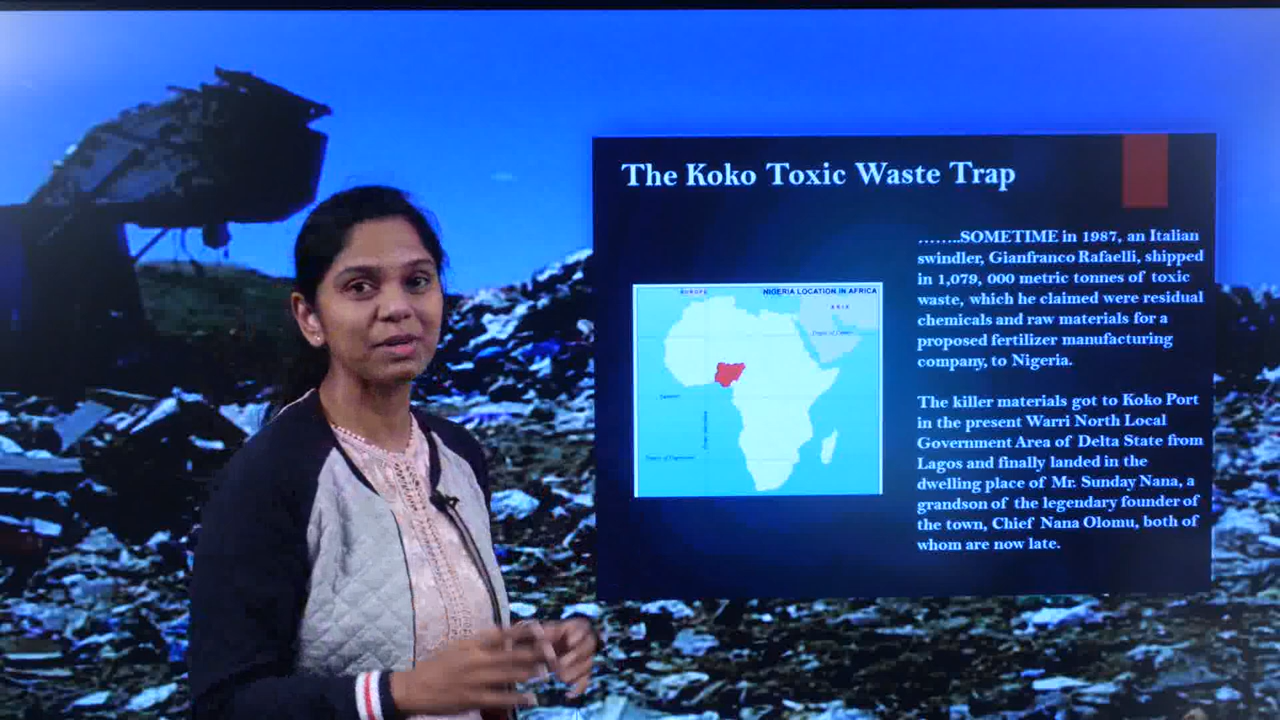 The Koko Toxic Waste Trap
……..SOMETIME in 1987, an Italian
swindler, Gianfranco Rafaelli, shipped
in 1,079, 000 metric tonnes of toxic
waste, which he claimed were residual
chemicals and raw materials for a
proposed fertilizer manufacturing
company, to Nigeria.
The killer materials got to Koko Port
in the present Warri North Local
Government Area of Delta State from
Lagos and finally landed in the
dwelling place of Mr. Sunday Nana, a
grandson of the legendary founder of
the town, Chief Nana Olomu, both of
whom are now late.
EUROPE
NIGERIA LOCATION IN AFRICA
ASIA